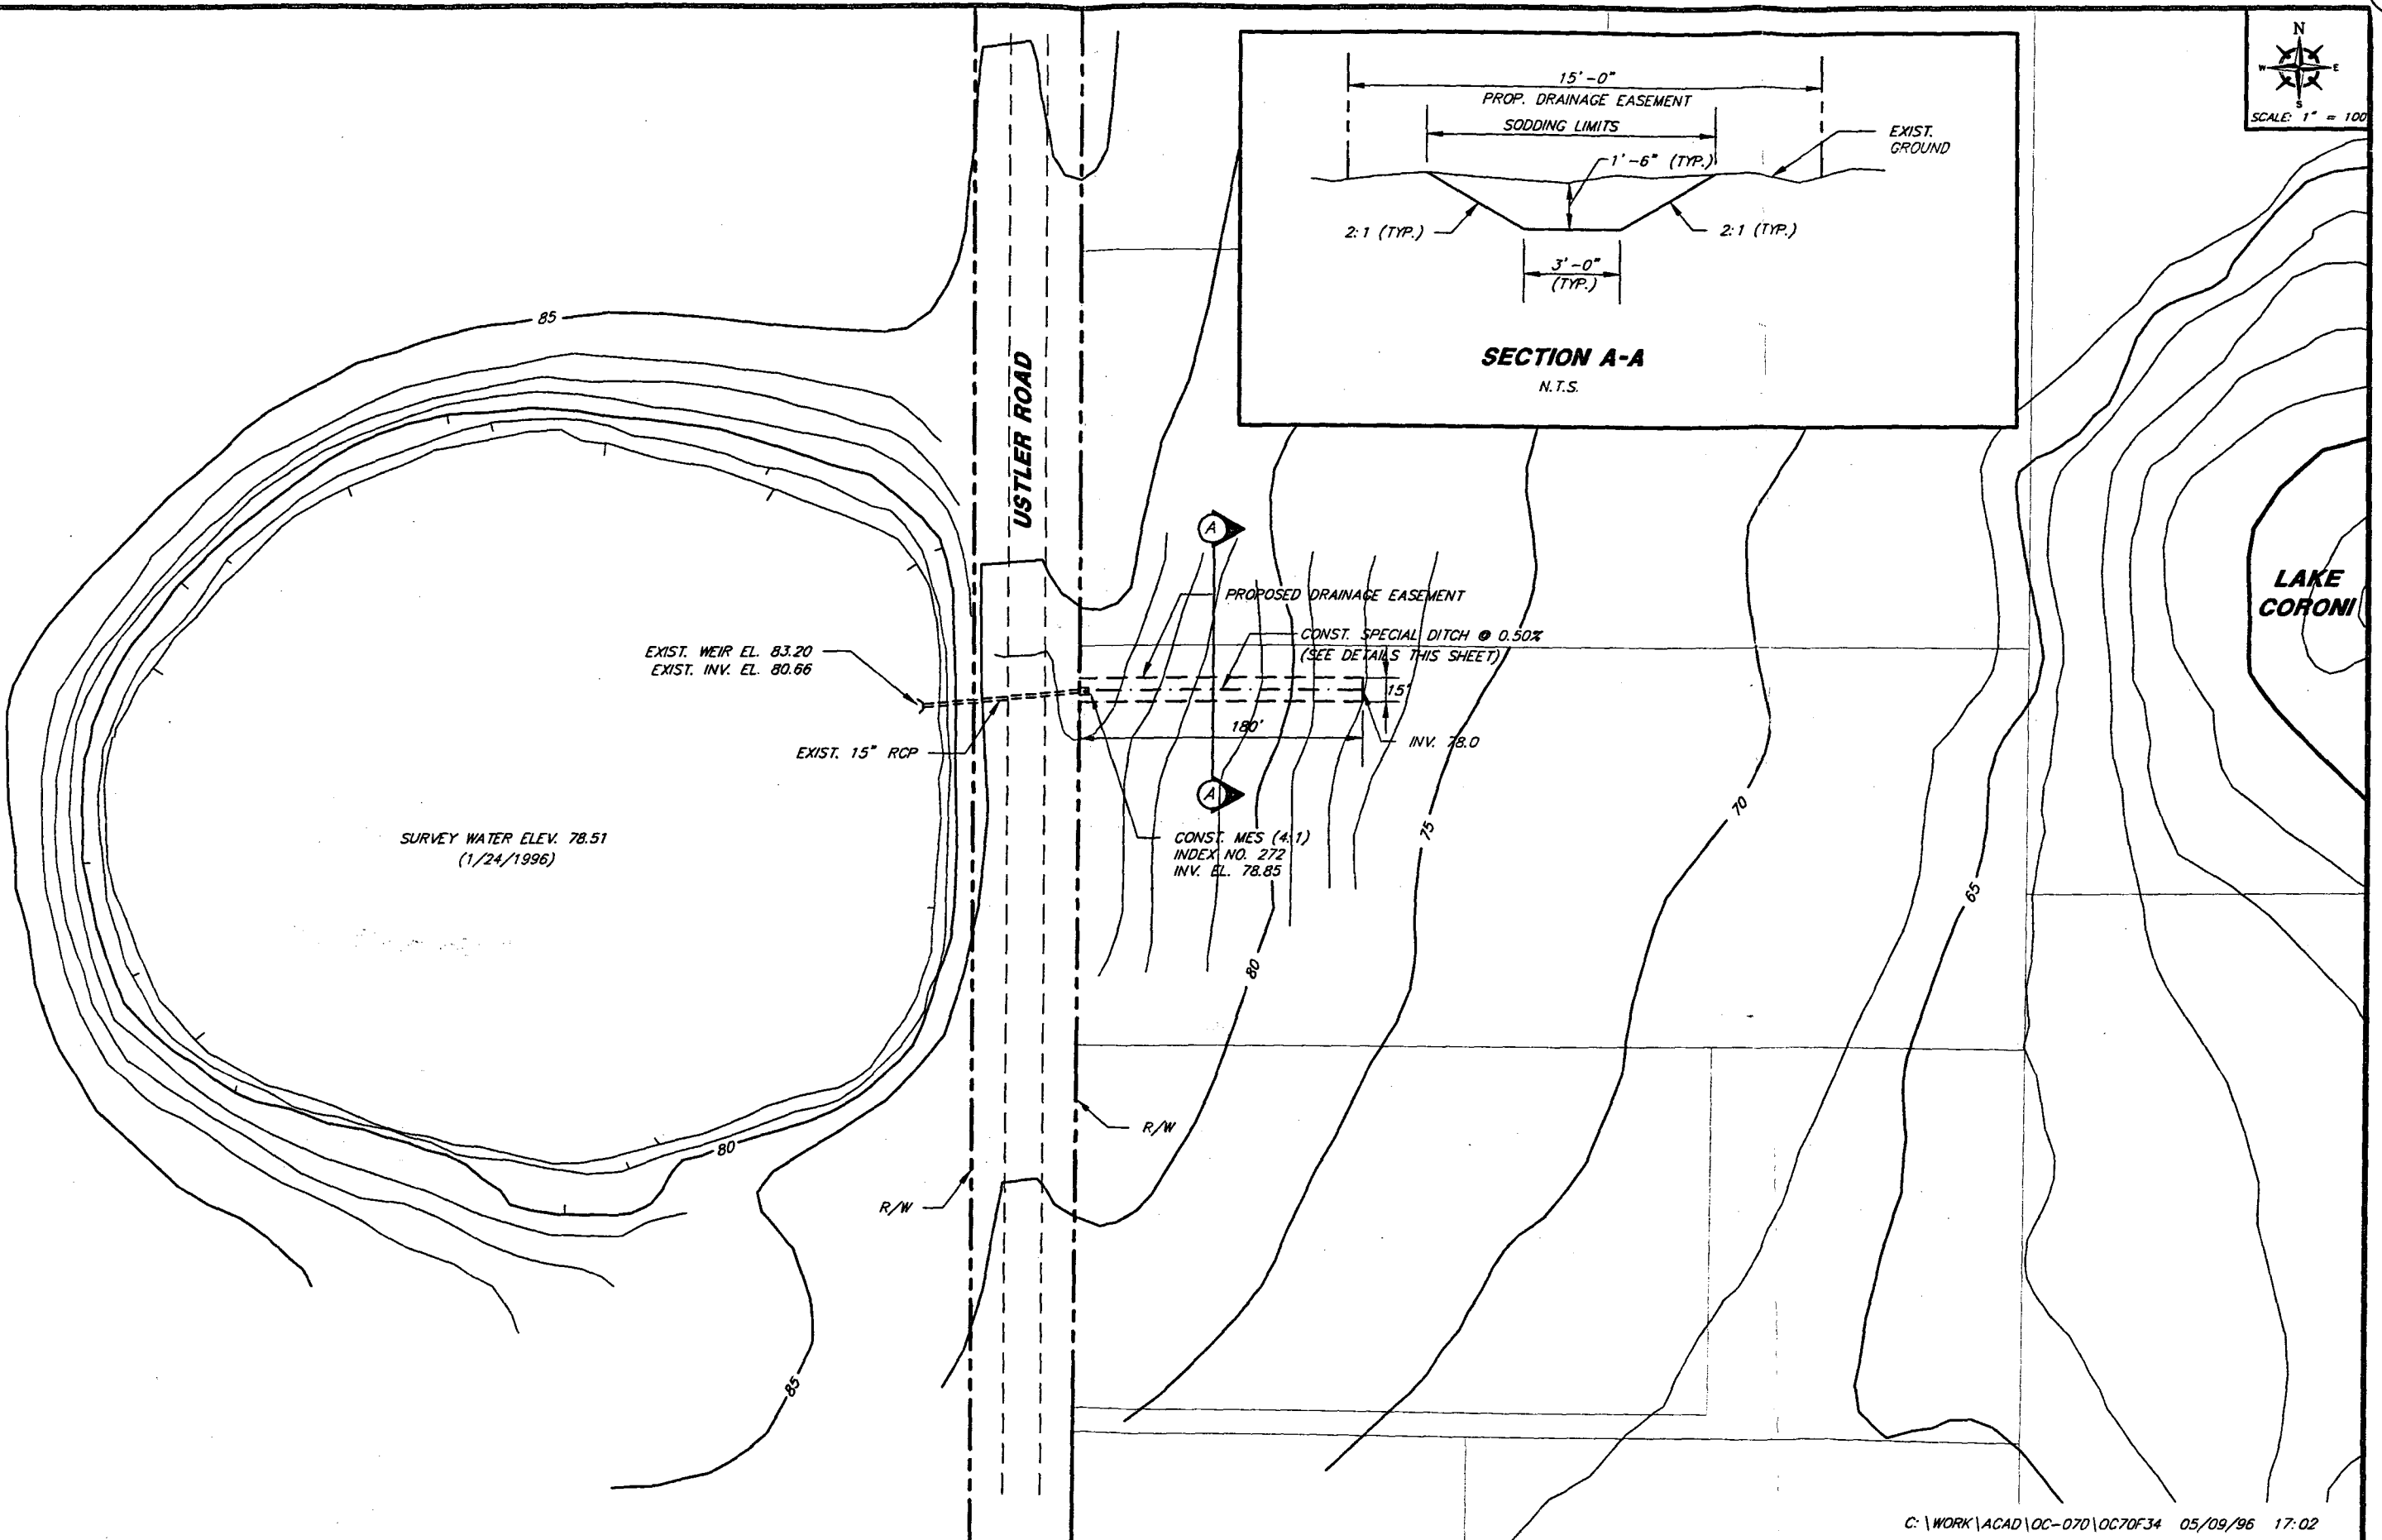 N
W E
S
SCALE: 1" = 100
15'-0"
PROP. DRAINAGE EASEMENT
SODDING LIMITS
EXIST.
GROUND
1'-6" (TYP.)
2:1 (TYP.)
2:1 (TYP.)
3'-0"
(TYP.)
SECTION A-A
N.T.S.
85
USTLER ROAD
A
LAKE
CORONI
PROPOSED DRAINAGE EASEMENT
CONST. SPECIAL DITCH @ 0.50%
(SEE DETAILS THIS SHEET)
EXIST. WEIR EL. 83.20
EXIST. INV. EL. 80.66
15'
180'
INV. 78.0
EXIST. 15" RCP
A
CONST. MES (4:1)
INDEX NO. 272
INV. EL. 78.85
SURVEY WATER ELEV. 78.51
(1/24/1996)
75
70
65
80
80
R/W
R/W
85
C:\WORK\ACAD\OC-070\OC70F34 05/09/96 17:02